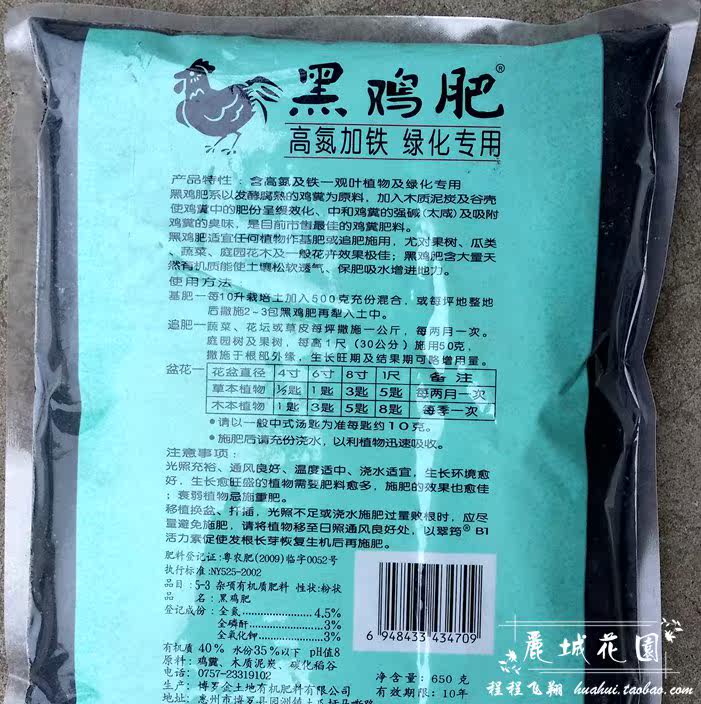 黑鸡肥®
高氮加铁 绿化专用
产品特性：含高氮及铁一观叶植物及绿化专用
黑鸡肥系以发酵腐熟的鸡粪为原料，加入木质泥炭及谷壳
使鸡粪中的肥份呈缓效化、中和鸡粪的强碱(太咸)及吸附
鸡粪的臭味，是目前市售最佳的鸡粪肥料。
黑鸡肥适宜任何植物作基肥或追肥施用，尤对果树、瓜类
、蔬菜、庭园花木及一般花卉效果极佳；黑鸡肥含大量天
然有机质能使土壤松软透气、保肥吸水增进地力。
使用方法
基肥一每10升栽培土加入500克充份混合，或每坪地整地
后撒施2~3包黑鸡肥再犁入土中。
追肥一蔬菜、花坛或草皮每坪撒施一公斤，每两月一次。
庭园树及果树，每高1尺（30公分）施用50克，
撒施于根部外缘，生长旺期及结果期可略增用量。
盆花一 花盆直径 4寸 6寸 8寸 1尺 备注
草本植物 ½匙 1匙 3匙 5匙 每两月一次
木本植物 1匙 3匙 5匙 8匙 每季一次
•请以一般中式汤匙为准每匙约10克。
•施肥后请充份浇水，以利植物迅速吸收。
注意事项：
光照充裕、通风良好、温度适中、浇水适宜，生长环境愈
好，生长愈旺盛的植物需要肥料愈多，施肥的效果也愈佳
；衰弱植物忌施重肥。
移植换盆、扦插，光照不足或浇水施肥过量败根时，应尽
量避免施肥，请将植物移至日照通风良好处，以翠筠® B1
活力素促使发根长芽恢复生机后再施肥。
肥料登记证：粤农肥(2009)临字0052号
执行标准：NY525-2002
品目：5-3 杂项有机质肥料 性状：粉状
品 名：黑鸡肥
登记成份：全氮..................4.5%
全磷酐..................3%
全氧化钾..................3%
有机质40% 水份35%以下 pH值8
原料：鸡粪、木质泥炭、碳化稻谷
电话：0757-23319102
生产：博罗金土地有机肥料有限公司
6 948433 434709
净含量：650克
有效期限：10年
鹿城花園
程程飞翔 huahui.taobao.com